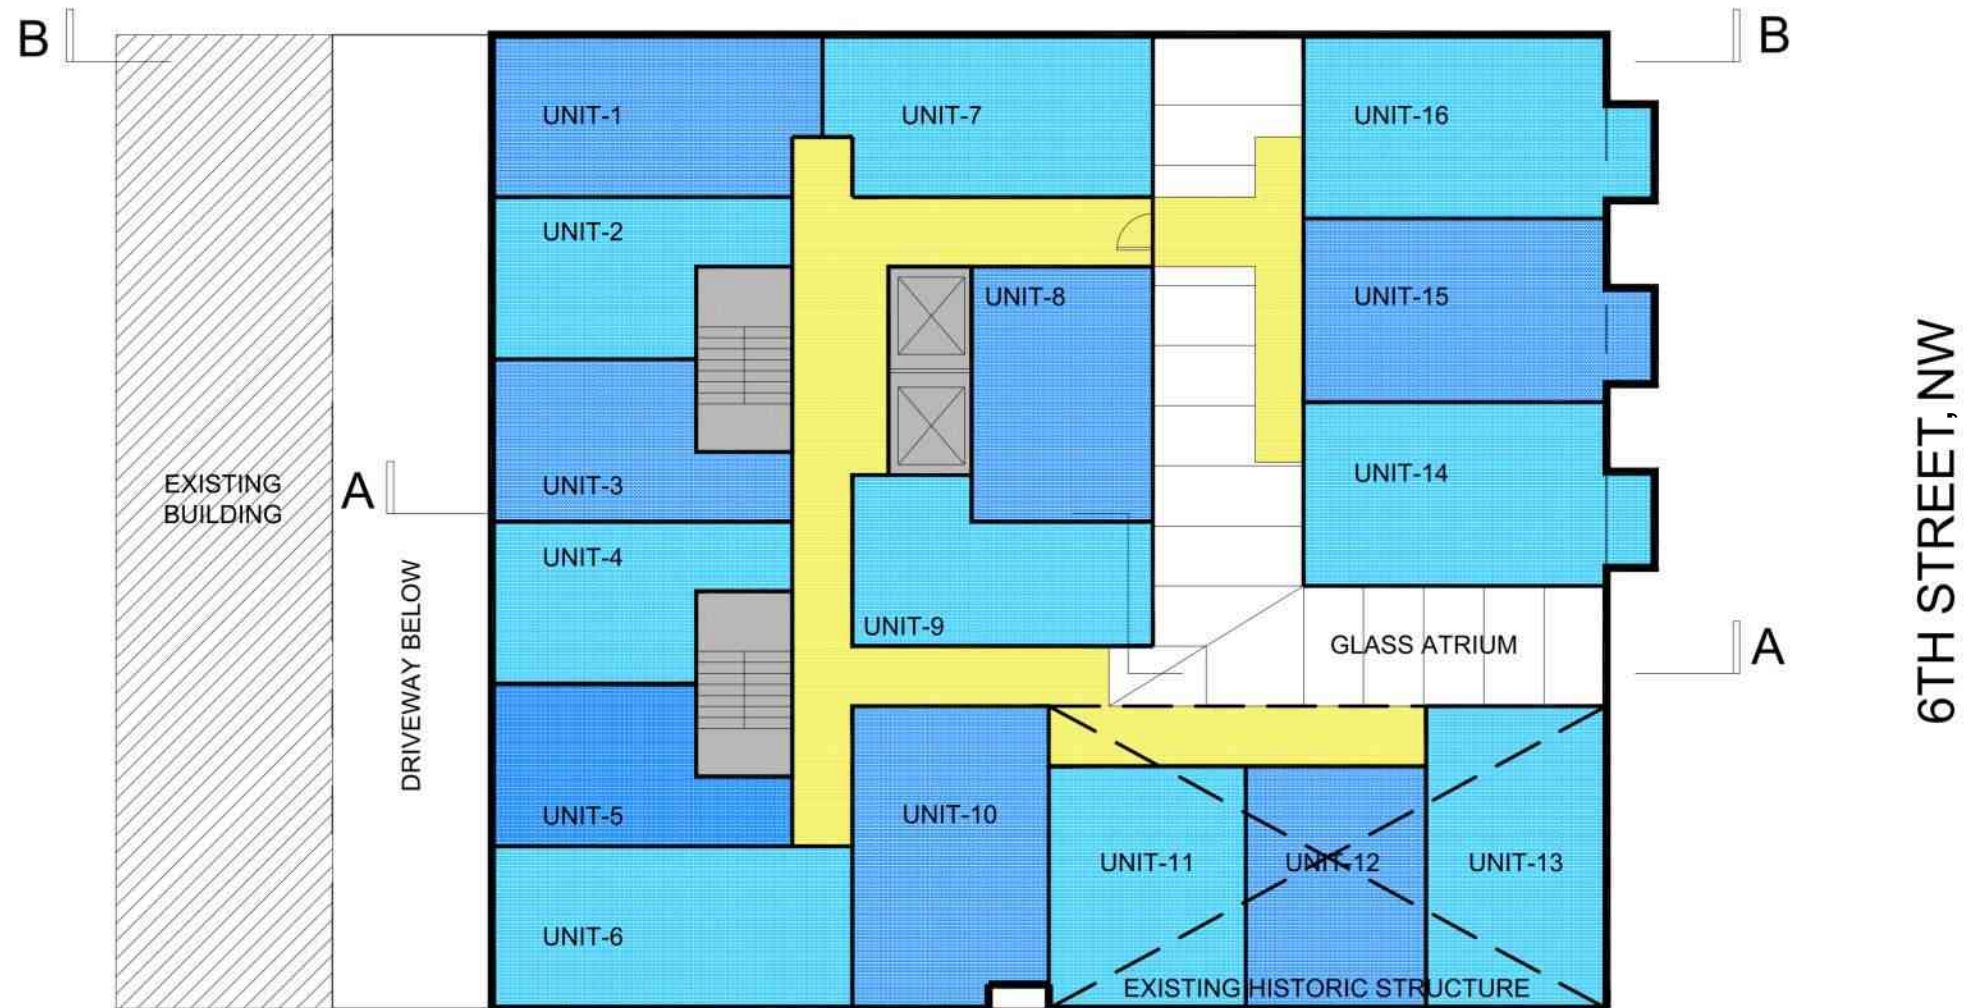 B
B
UNIT-1
UNIT-7
UNIT-16
UNIT-2
UNIT-8
UNIT-15
UNIT-3
UNIT-14
EXISTING
BUILDING
A
UNIT-4
UNIT-9
GLASS ATRIUM
A
DRIVEWAY BELOW
6TH STREET, NW
UNIT-5
UNIT-10
UNIT-11
UNIT-12
UNIT-13
UNIT-6
EXISTING HISTORIC STRUCTURE